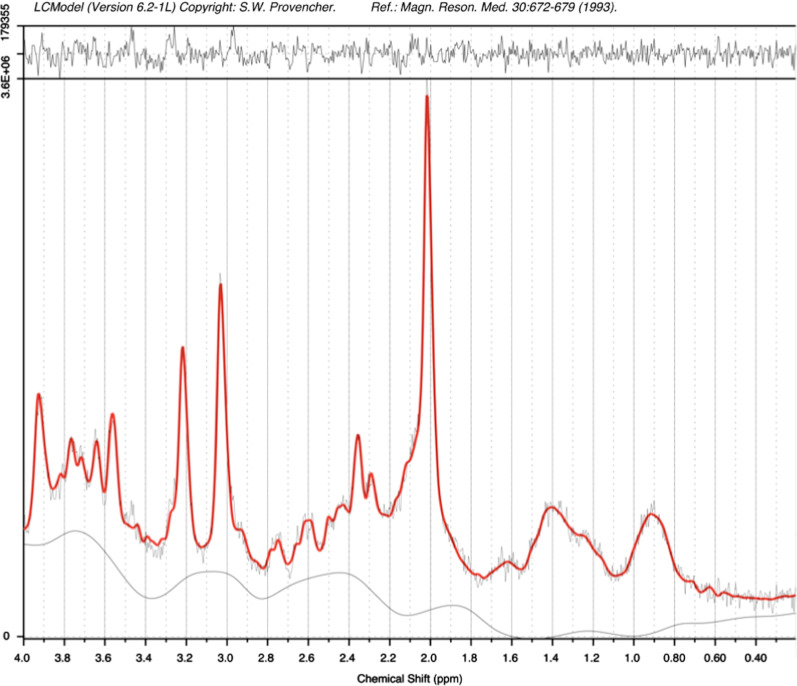 LCModel (Version 6.2-1L) Copyright: S.W. Provencher. Ref.: Magn. Reson. Med. 30:672-679 (1993).
179355
3.6E+06
0
4.0 3.8 3.6 3.4 3.2 3.0 2.8 2.6 2.4 2.2 2.0 1.8 1.6 1.4 1.2 1.0 0.80 0.60 0.40
Chemical Shift (ppm)